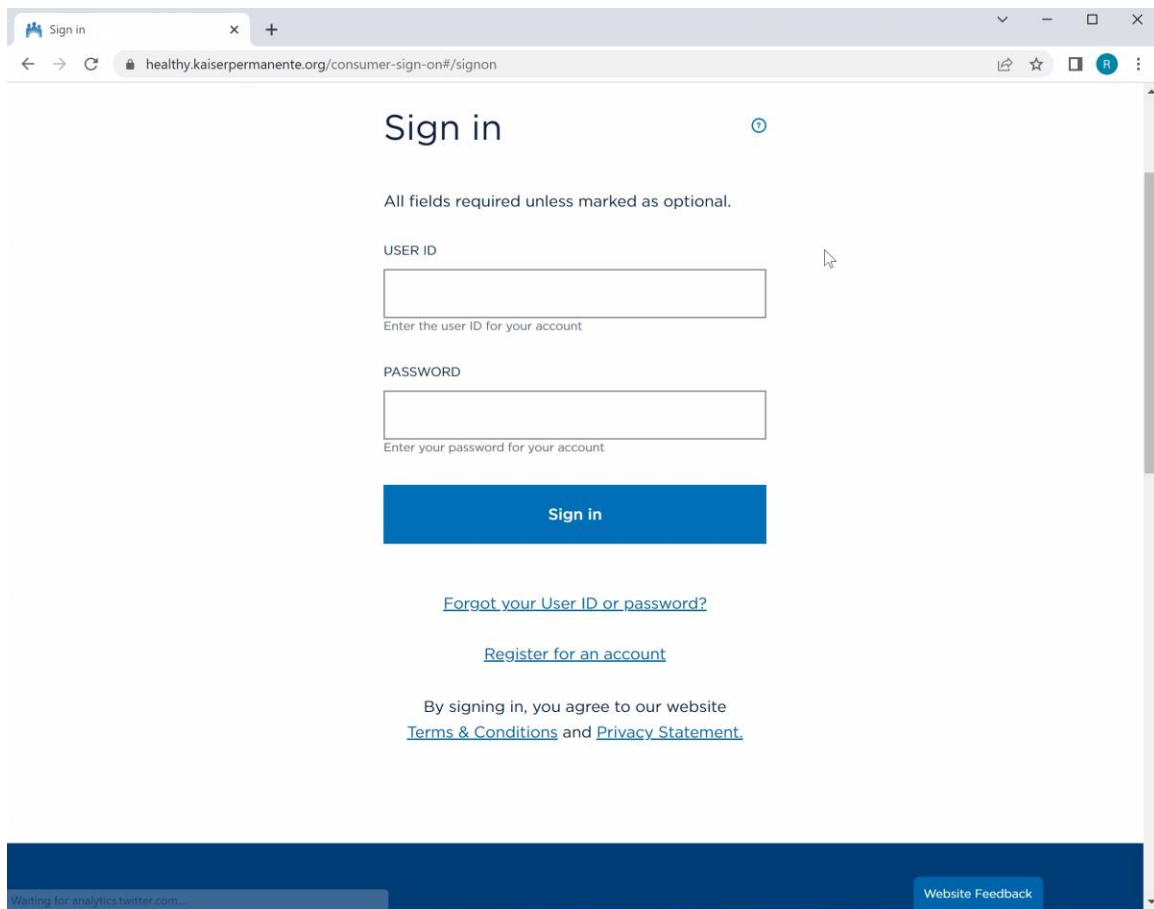 Sign in
healthy.kaiserpermanente.org/consumer-sign-on#/signon
R
Sign in
?
All fields required unless marked as optional.
USER ID
Enter the user ID for your account
PASSWORD
Enter your password for your account
Sign in
Forgot your User ID or password?
Register for an account
By signing in, you agree to our website
Terms & Conditions and Privacy Statement.
Website Feedback
Waiting for analytics.twitter.com...